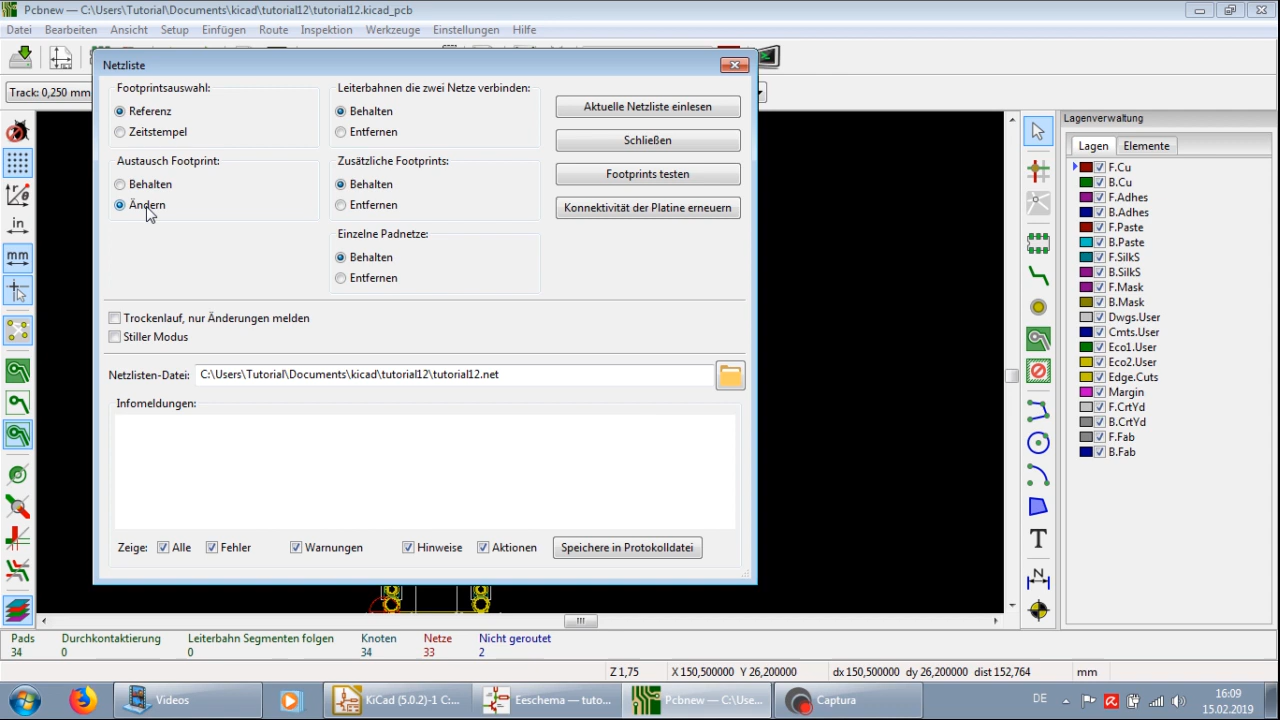 Pcbnew — C:\Users\Tutorial\Documents\kicad\tutorial12\tutorial12.kicad_pcb
Datei Bearbeiten Ansicht Setup Einfügen Route Inspektion Werkzeuge Einstellungen Hilfe
Netzliste
Track: 0,250 mm
Footprintsauswahl:
Referenz
Zeitstempel
Austausch Footprint:
Behalten
Ändern
Leiterbahnen die zwei Netze verbinden:
Behalten
Entfernen
Zusätzliche Footprints:
Behalten
Entfernen
Einzelne Padnetze:
Behalten
Entfernen
Aktuelle Netzliste einlesen
Schließen
Footprints testen
Konnektivität der Platine erneuern
Trockenlauf, nur Änderungen melden
Stiller Modus
Netzlisten-Datei: C:\Users\Tutorial\Documents\kicad\tutorial12\tutorial12.net
Infomeldungen:
Zeige: Alle Fehler Warnungen Hinweise Aktionen Speichere in Protokolldatei
in
mm
T
N
Lagenverwaltung
Lagen Elemente
F.Cu
B.Cu
F.Adhes
B.Adhes
F.Paste
B.Paste
F.SilkS
B.SilkS
F.Mask
B.Mask
Dwgs.User
Cmts.User
Eco1.User
Eco2.User
Edge.Cuts
Margin
F.CrtYd
B.CrtYd
F.Fab
B.Fab
Pads Durchkontaktierung Leiterbahn Segmenten folgen Knoten Netze Nicht geroutet
34 0 0 34 33 2
Z 1,75 X 150,500000 Y 26,200000 dx 150,500000 dy 26,200000 dist 152,764 mm
Videos KiCad (5.0.2)-1 C:... Eeschema — tuto... Pcbnew — C:\Use... Captura DE 16:09
15.02.2019